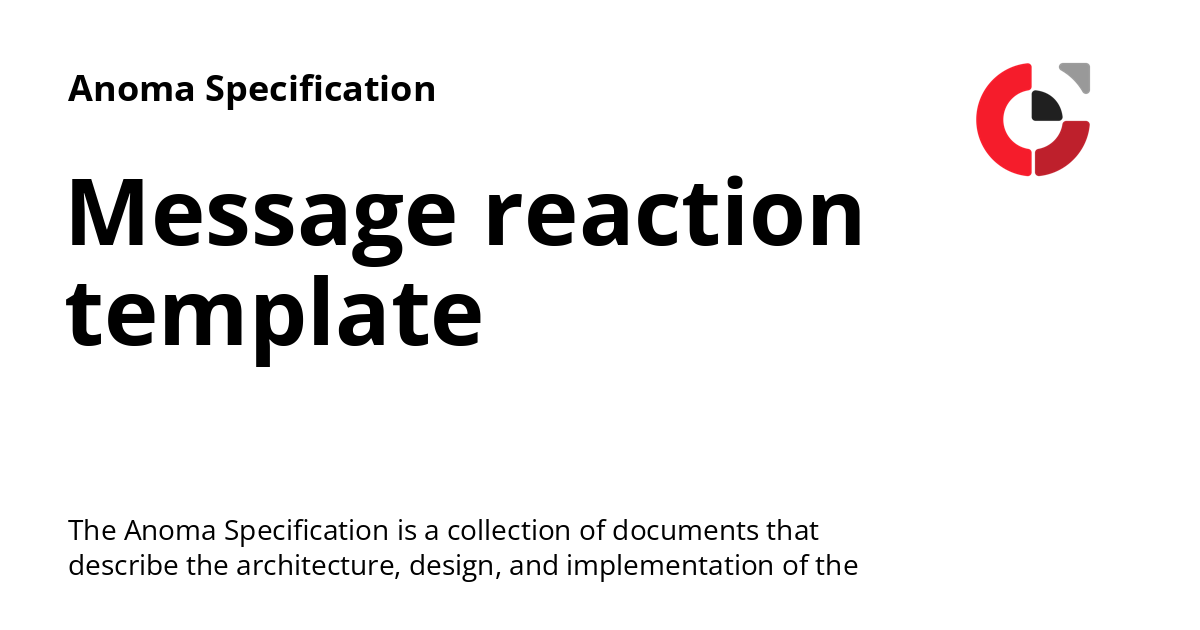 Anoma Specification
Message reaction
template
The Anoma Specification is a collection of documents that
describe the architecture, design, and implementation of the